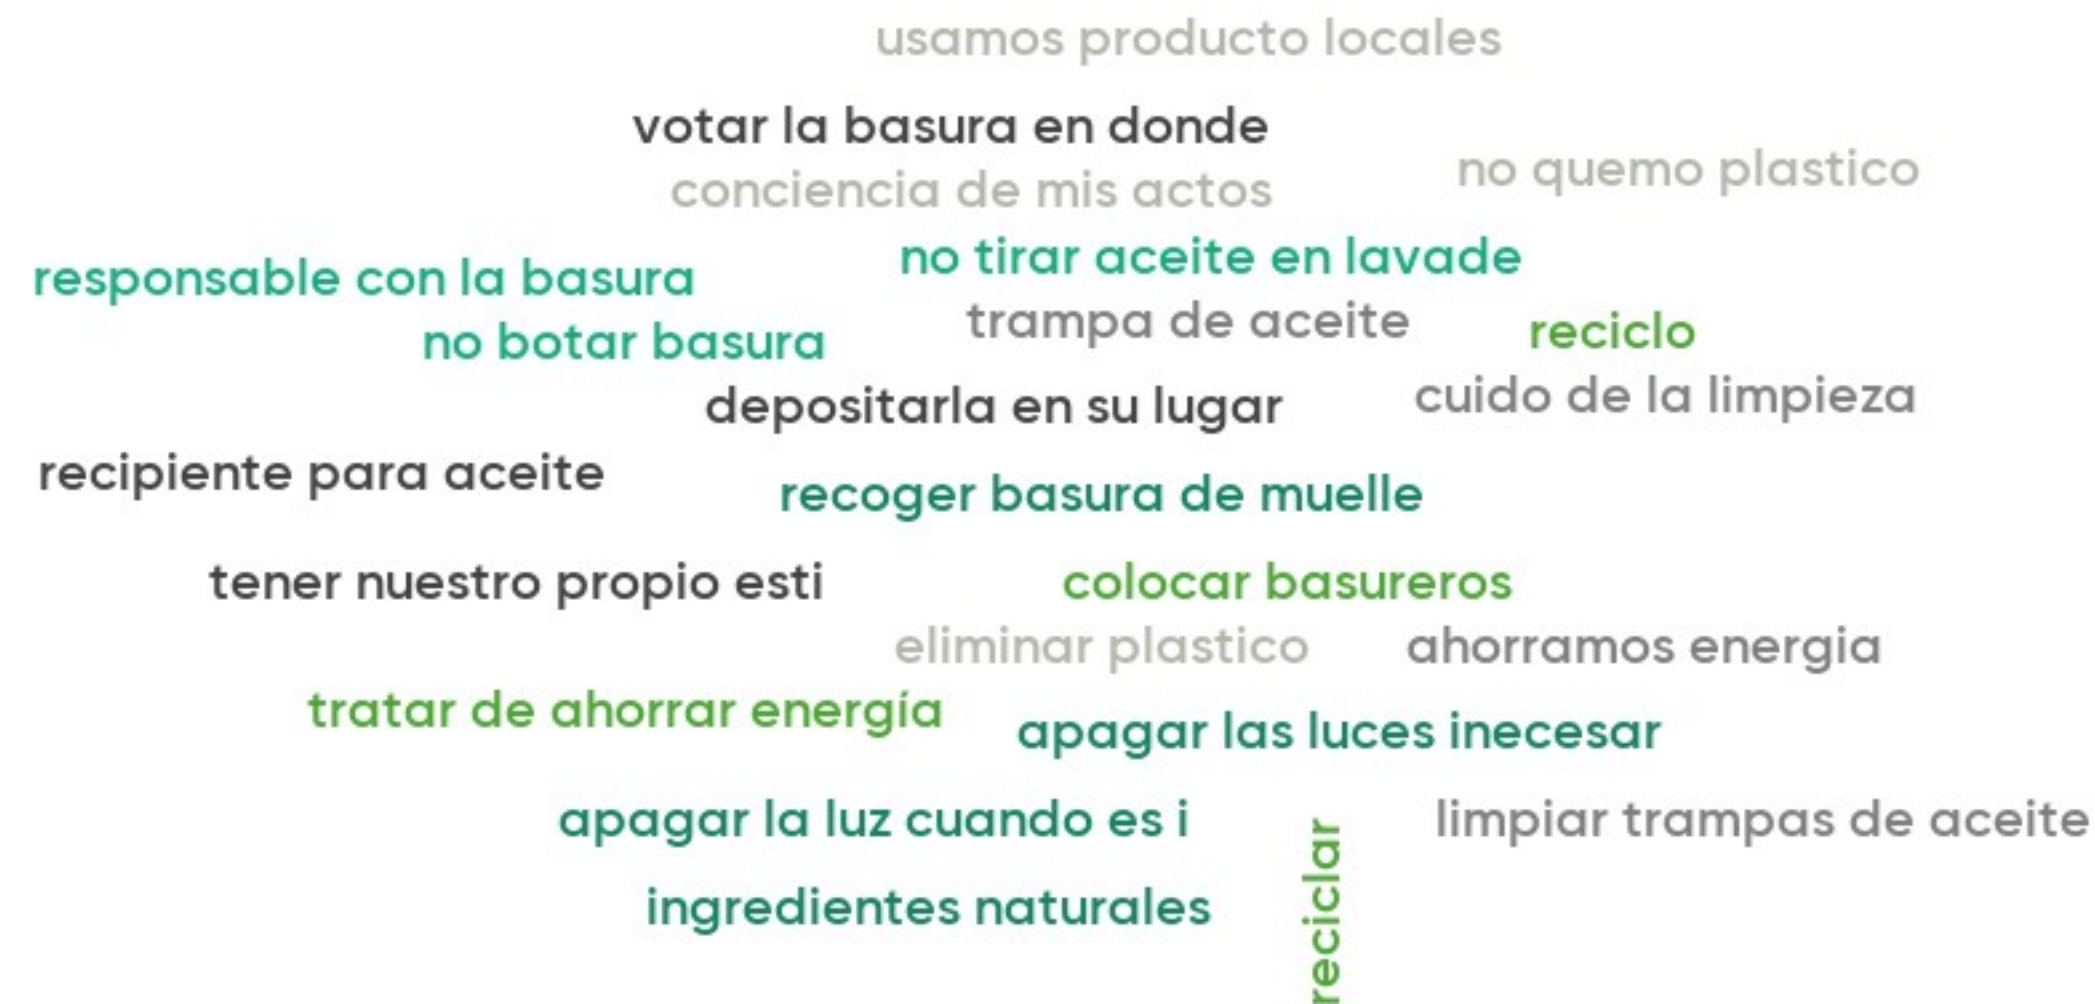 usamos producto locales
votar la basura en donde
conciencia de mis actos
no quemo plastico
no tirar aceite en lavade
responsable con la basura
trampa de aceite
reciclo
no botar basura
depositarla en su lugar
cuido de la limpieza
recipiente para aceite
recoger basura de muelle
tener nuestro propio esti
colocar basureros
eliminar plastico
ahorramos energia
tratar de ahorrar energía
apagar las luces inecesar
apagar la luz cuando es i
limpiar trampas de aceite
reciclar
ingredientes naturales